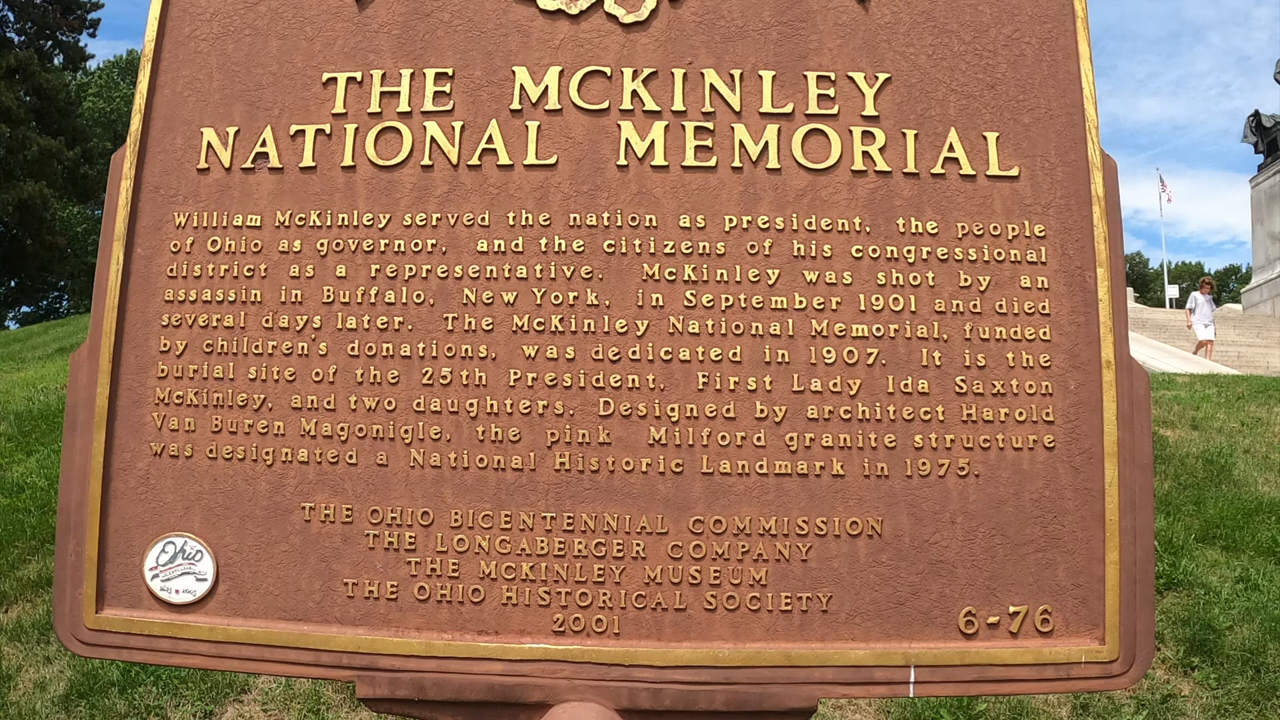 THE MCKINLEY
NATIONAL MEMORIAL
William McKinley served the nation as president, the people
of Ohio as governor, and the citizens of his congressional
district as a representative. McKinley was shot by an
assassin in Buffalo, New York, in September 1901 and died
several days later. The McKinley National Memorial, funded
by children's donations, was dedicated in 1907. It is the
burial site of the 25th President, First Lady Ida Saxton
McKinley, and two daughters. Designed by architect Harold
Van Buren Magonigle, the pink Milford granite structure
was designated a National Historic Landmark in 1975.
THE OHIO BICENTENNIAL COMMISSION
THE LONGABERGER COMPANY
THE MCKINLEY MUSEUM
THE OHIO HISTORICAL SOCIETY
2001
6-76
Ohio